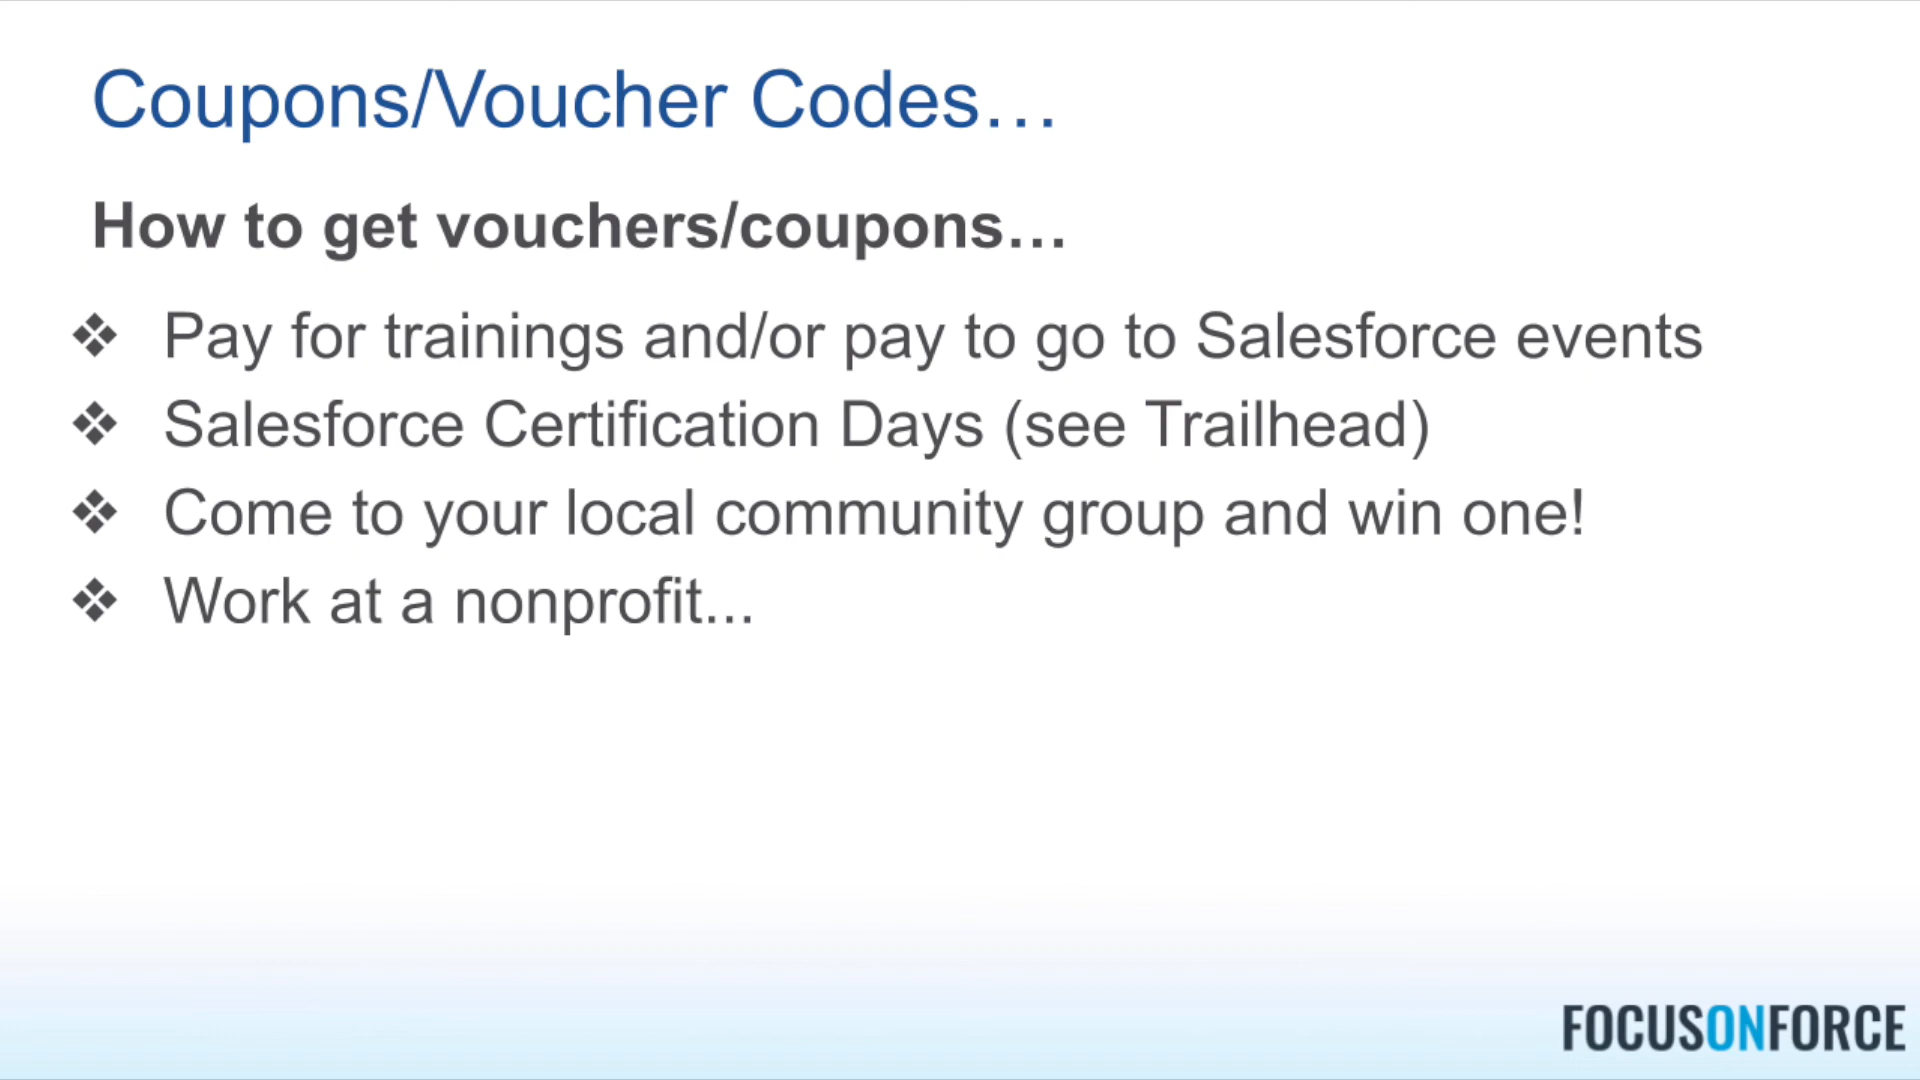 Coupons/Voucher Codes…
How to get vouchers/coupons…
❖ Pay for trainings and/or pay to go to Salesforce events
❖ Salesforce Certification Days (see Trailhead)
❖ Come to your local community group and win one!
❖ Work at a nonprofit...
FOCUSONFORCE